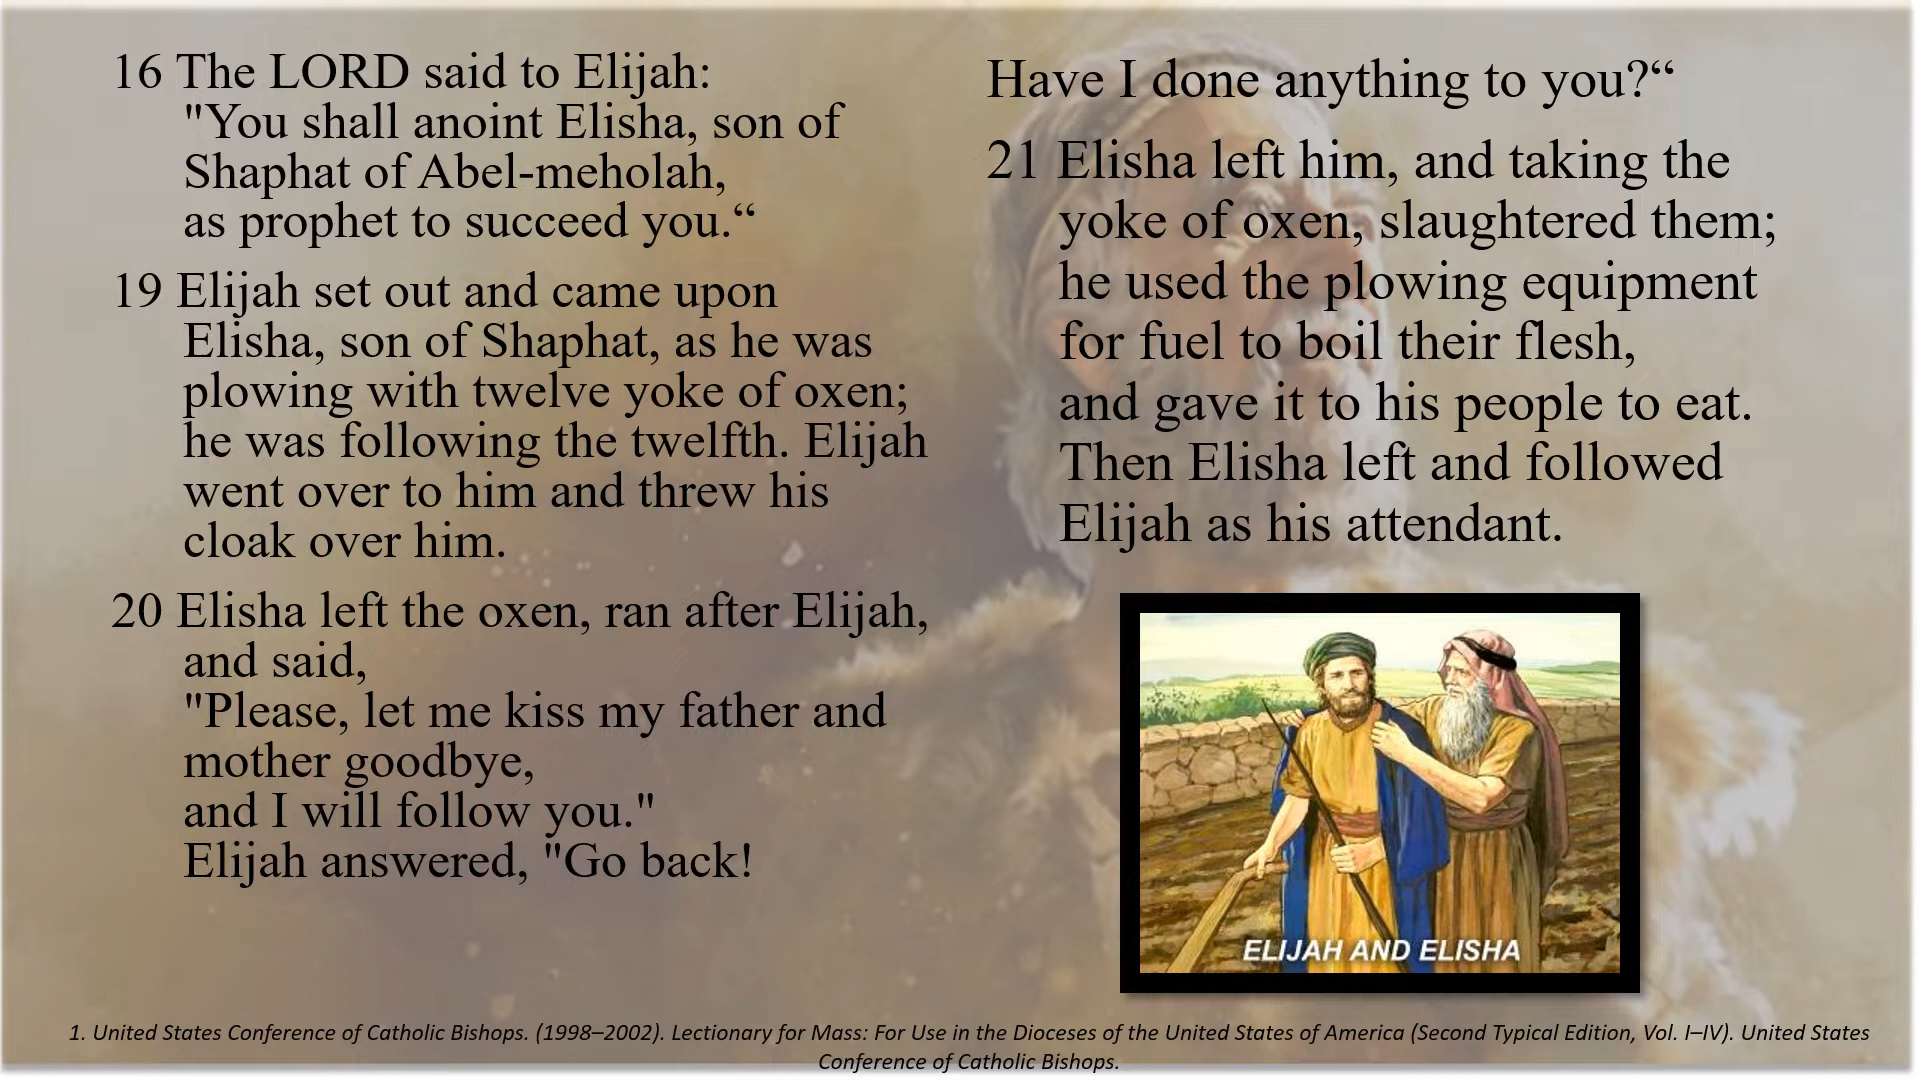 16 The LORD said to Elijah:
"You shall anoint Elisha, son of
Shaphat of Abel-meholah,
as prophet to succeed you.“
19 Elijah set out and came upon
Elisha, son of Shaphat, as he was
plowing with twelve yoke of oxen;
he was following the twelfth. Elijah
went over to him and threw his
cloak over him.
20 Elisha left the oxen, ran after Elijah,
and said,
"Please, let me kiss my father and
mother goodbye,
and I will follow you."
Elijah answered, "Go back!
Have I done anything to you?“
21 Elisha left him, and taking the
yoke of oxen, slaughtered them;
he used the plowing equipment
for fuel to boil their flesh,
and gave it to his people to eat.
Then Elisha left and followed
Elijah as his attendant.
ELIJAH AND ELISHA
1. United States Conference of Catholic Bishops. (1998–2002). Lectionary for Mass: For Use in the Dioceses of the United States of America (Second Typical Edition, Vol. I–IV). United States
Conference of Catholic Bishops.